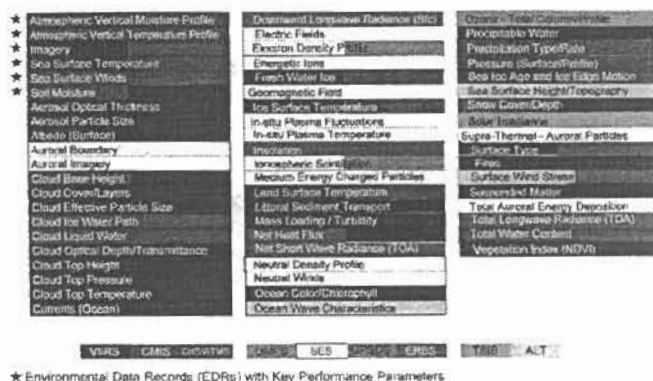 ★ Atmospheric Vertical Moisture Profile
★ Atmospheric Vertical Temperature Profile
★ Imagery
★ Sea Surface Temperature
★ Sea Surface Winds
★ Soil Moisture
Aerosol Optical Thickness
Aerosol Particle Size
Albedo (Surface)
Auroral Boundary
Auroral Imagery
Cloud Base Height
Cloud Cover/Layers
Cloud Effective Particle Size
Cloud Ice Water Path
Cloud Liquid Water
Cloud Optical Depth/Transmittance
Cloud Top Height
Cloud Top Pressure
Cloud Top Temperature
Currents (Ocean)
Downward Longwave Radiance (Sfc)
Electric Fields
Electron Density Profile
Energetic Ions
Fresh Water Ice
Geomagnetic Field
Ice Surface Temperature
In-situ Plasma Fluctuations
In-situ Plasma Temperature
Insolation
Ionospheric Scintillation
Medium Energy Charged Particles
Land Surface Temperature
Littoral Sediment Transport
Mass Loading / Turbidity
Net Heat Flux
Net Short Wave Radiance (TOA)
Neutral Density Profile
Neutral Winds
Ocean Color/Chlorophyll
Ocean Wave Characteristics
Ozone - Total Column/Profile
Precipitable Water
Precipitation Type/Rate
Pressure (Surface/Profile)
Sea Ice Age and Ice Edge Motion
Sea Surface Height/Topography
Snow Cover/Depth
Solar Irradiance
Supra-Thermal - Auroral Particles
Surface Type
Fires
Surface Wind Stress
Suspended Matter
Total Auroral Energy Deposition
Total Longwave Radiance (TOA)
Total Water Content
Vegetation Index (NDVI)
VIIRS CMIS CrIS/ATMS OMPS SES GPSOS ERBS TSIS ALT
★ Environmental Data Records (EDRs) with Key Performance Parameters